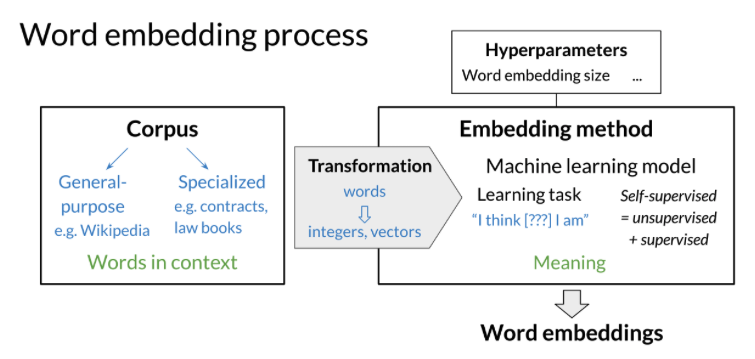 Word embedding process
Hyperparameters
Word embedding size ...
Corpus
General-
purpose
e.g. Wikipedia
Specialized
e.g. contracts,
law books
Words in context
Transformation
words
integers, vectors
Embedding method
Machine learning model
Learning task
“I think [???] I am”
Self-supervised
= unsupervised
+ supervised
Meaning
Word embeddings